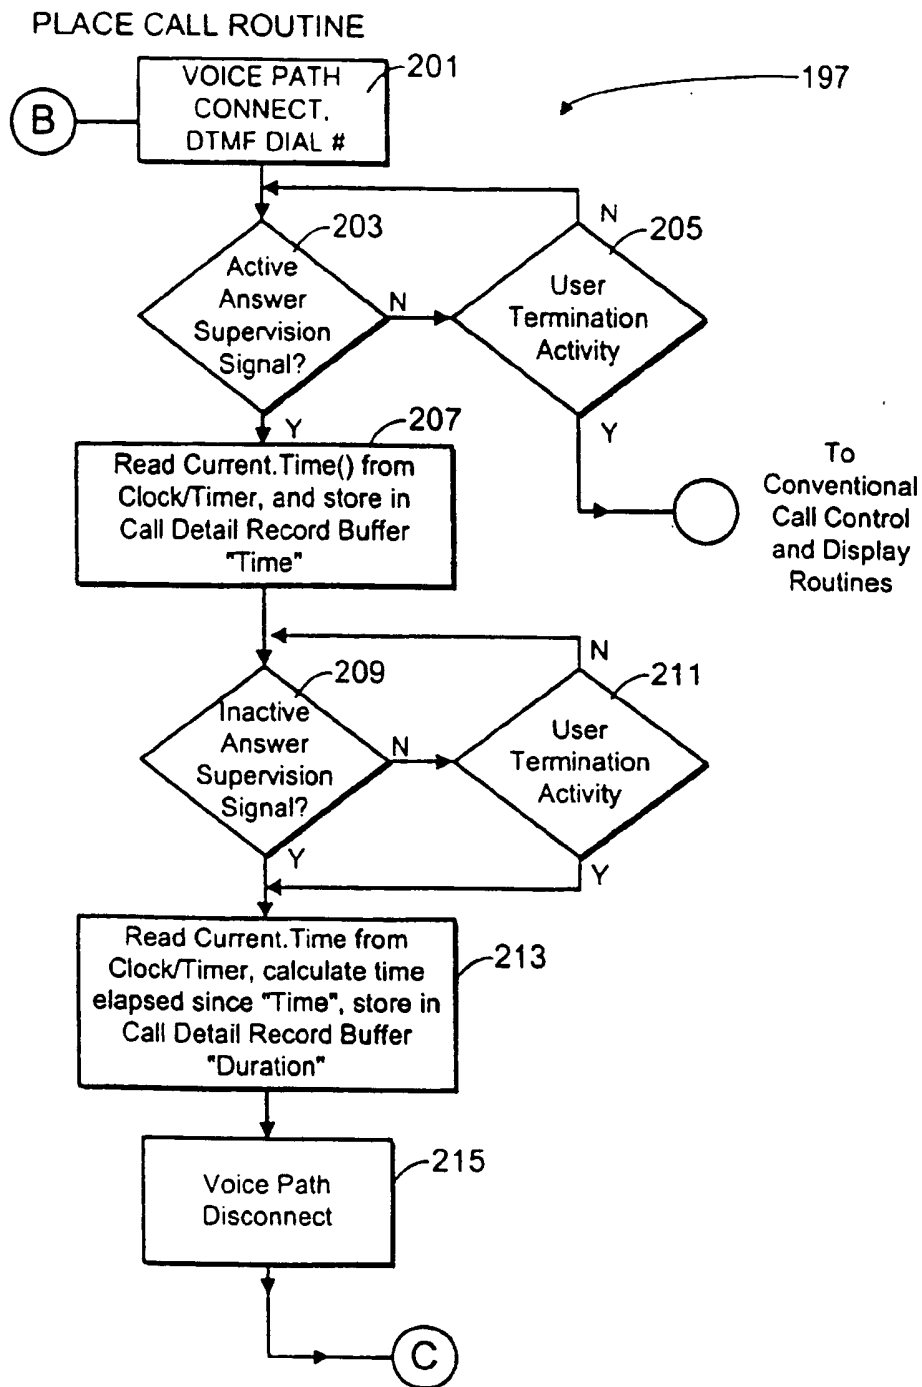 PLACE CALL ROUTINE
201
197
B
VOICE PATH
CONNECT,
DTMF DIAL #
N
203
205
Active
Answer
Supervision
Signal?
N
User
Termination
Activity
Y
207
Y
Read Current.Time() from
Clock/Timer, and store in
Call Detail Record Buffer
"Time"
To
Conventional
Call Control
and Display
Routines
N
209
211
Inactive
Answer
Supervision
Signal?
N
User
Termination
Activity
Y
Y
Read Current.Time from
Clock/Timer, calculate time
elapsed since "Time", store in
Call Detail Record Buffer
"Duration"
213
215
Voice Path
Disconnect
C